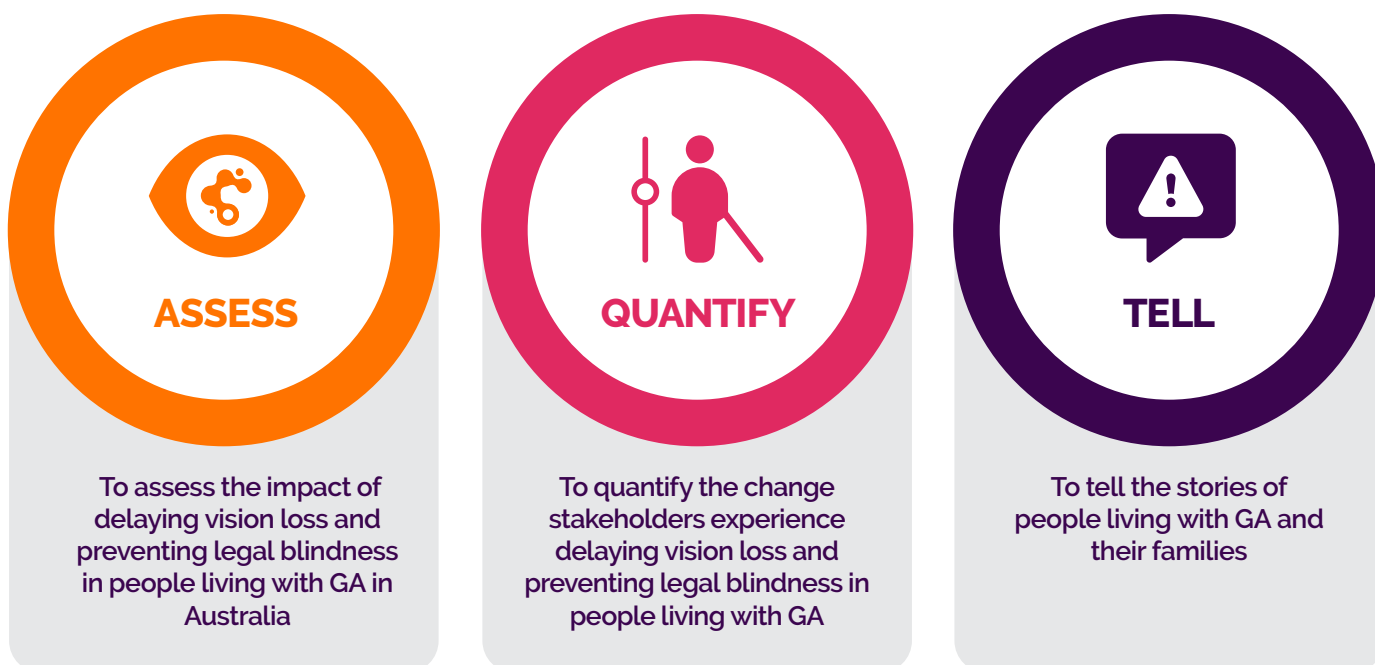 ASSESS
To assess the impact of
delaying vision loss and
preventing legal blindness
in people living with GA in
Australia
QUANTIFY
To quantify the change
stakeholders experience
delaying vision loss and
preventing legal blindness in
people living with GA
TELL
To tell the stories of
people living with GA and
their families